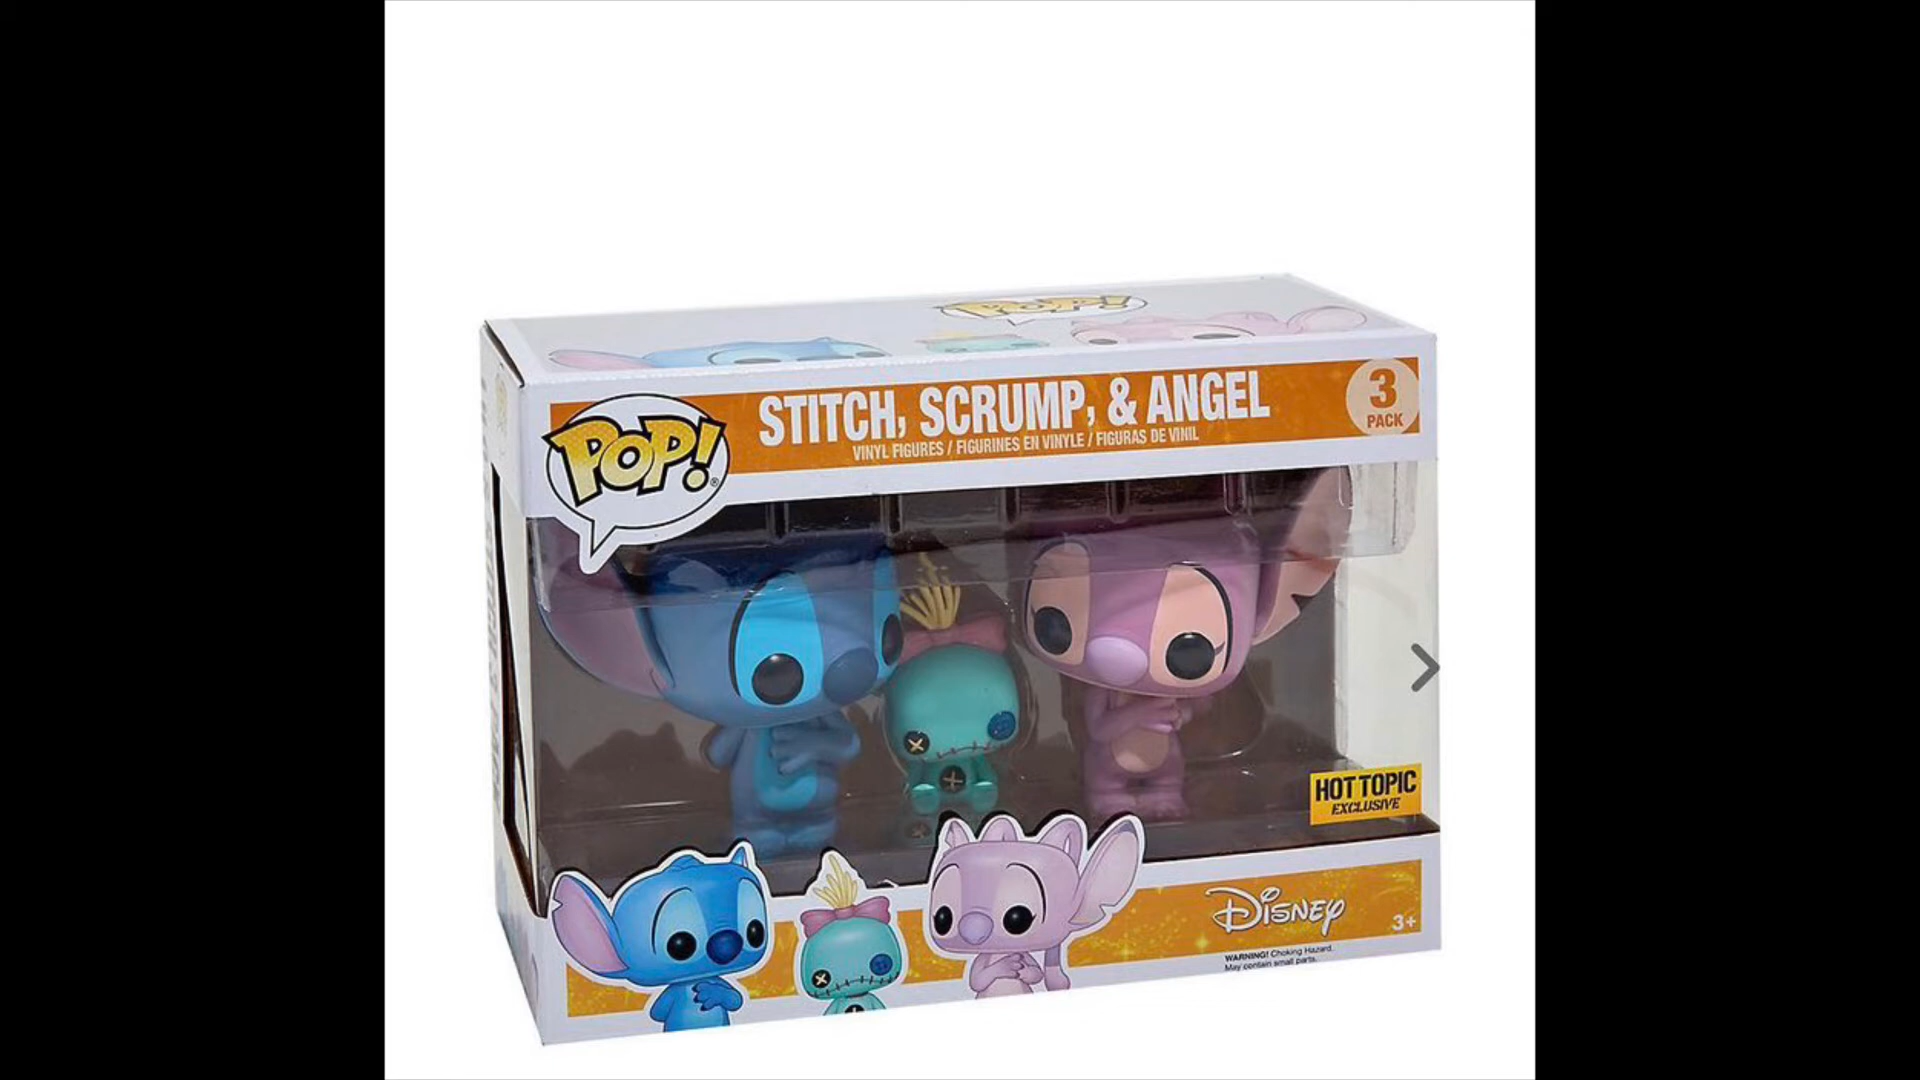 POP!
STITCH, SCRUMP, & ANGEL
VINYL FIGURES / FIGURINES EN VINYLE / FIGURAS DE VINIL
3
PACK
POP!®
HOT TOPIC
EXCLUSIVE
Disney
3+
WARNING! Choking Hazard.
May contain small parts.